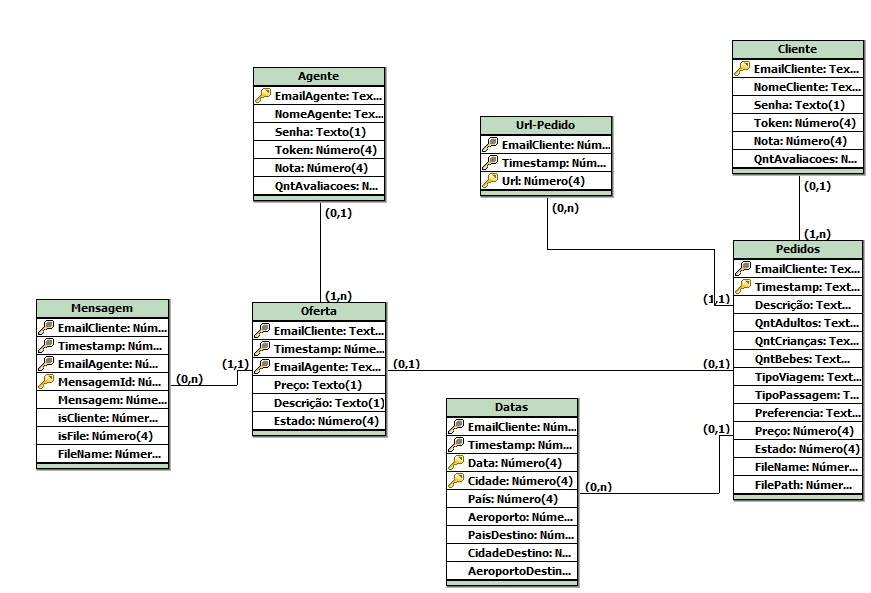 Agente
EmailAgente: Tex...
NomeAgente: Tex...
Senha: Texto(1)
Token: Número(4)
Nota: Número(4)
QntAvaliacoes: N...
(0,1)
Url-Pedido
EmailCliente: Núm...
Timestamp: Núm...
Url: Número(4)
(0,n)
Cliente
EmailCliente: Tex...
NomeCliente: Tex...
Senha: Texto(1)
Token: Número(4)
Nota: Número(4)
QntAvaliacoes: N...
(0,1)
(1,n)
Pedidos
EmailCliente: Tex...
Timestamp: Text...
Descrição: Text...
QntAdultos: Text...
QntCrianças: Text...
QntBebes: Text...
TipoViagem: Text...
TipoPassagem: T...
Preferencia: Text...
Preço: Número(4)
Estado: Número(4)
FileName: Númer...
FilePath: Númer...
(1,1)
(0,1)
(0,1)
Mensagem
EmailCliente: Núm...
Timestamp: Núm...
EmailAgente: Nú...
MensagemId: Nú...
Mensagem: Núme...
isCliente: Númer...
isFile: Número(4)
FileName: Númer...
(0,n)
(1,1)
(1,n)
Oferta
EmailCliente: Text...
Timestamp: Núme...
EmailAgente: Tex...
Preço: Texto(1)
Descrição: Texto(1)
Estado: Número(4)
(0,1)
Datas
EmailCliente: Núm...
Timestamp: Núm...
Data: Número(4)
Cidade: Número(4)
País: Número(4)
Aeroporto: Núme...
PaisDestino: Núm...
CidadeDestino: N...
AeroportoDestin...
(0,n)